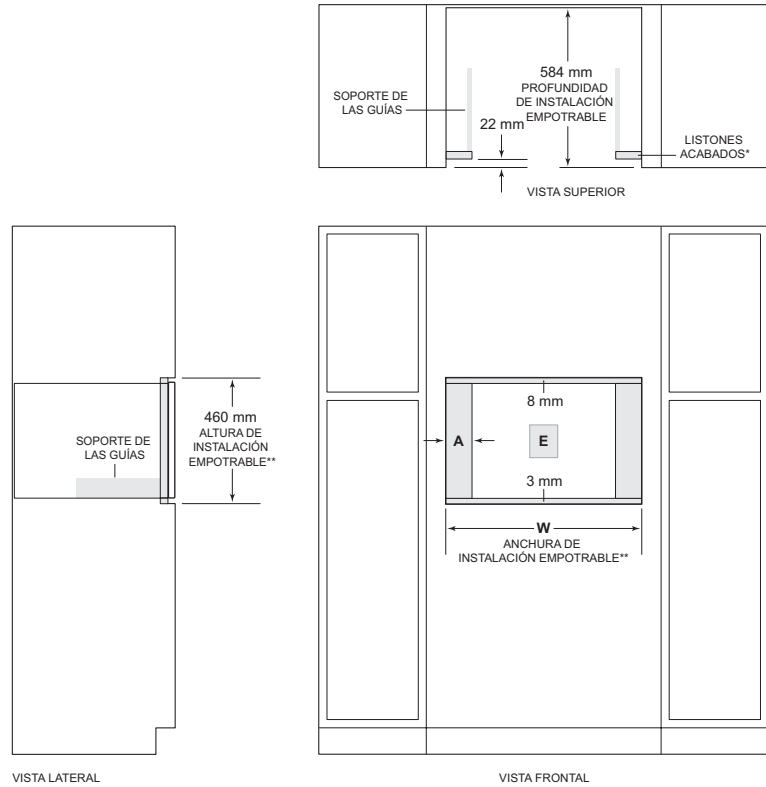 584 mm
PROFUNDIDAD
DE INSTALACIÓN
EMPOTRABLE
SOPORTE DE
LAS GUÍAS
22 mm
LISTONES
ACABADOS*
VISTA SUPERIOR
460 mm
ALTURA DE
INSTALACIÓN
EMPOTRABLE**
SOPORTE DE
LAS GUÍAS
8 mm
A
E
3 mm
W
ANCHURA DE
INSTALACIÓN EMPOTRABLE**
VISTA LATERAL
VISTA FRONTAL